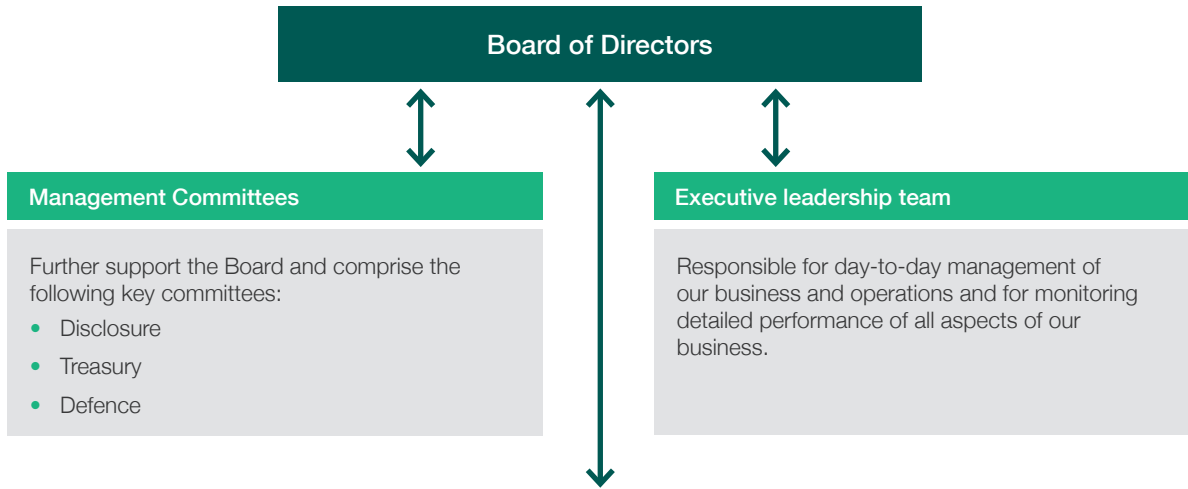 Board of Directors
Management Committees
Further support the Board and comprise the
following key committees:
• Disclosure
• Treasury
• Defence
Executive leadership team
Responsible for day-to-day management of
our business and operations and for monitoring
detailed performance of all aspects of our
business.